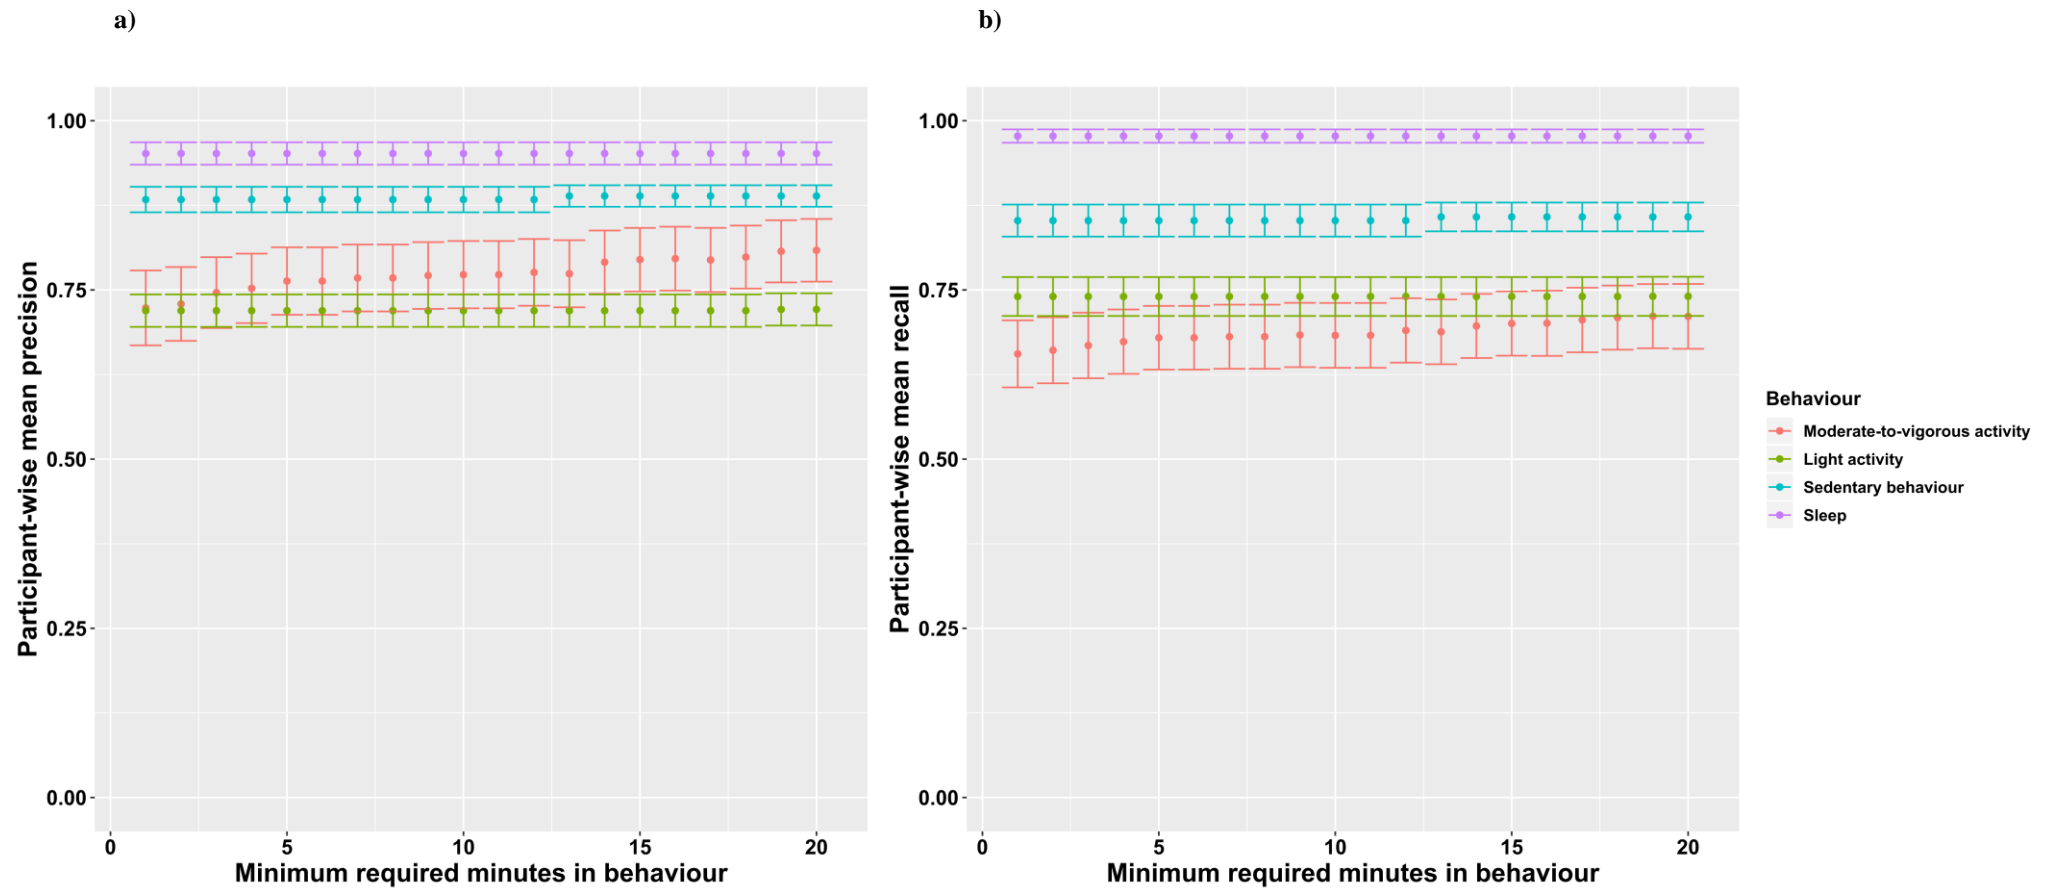 a)
1.00
0.75
0.50
0.25
0.00
Participant-wise mean precision
0
5
10
15
20
Minimum required minutes in behaviour
b)
1.00
0.75
0.50
0.25
0.00
Participant-wise mean recall
0
5
10
15
20
Minimum required minutes in behaviour
Behaviour
Moderate-to-vigorous activity
Light activity
Sedentary behaviour
Sleep